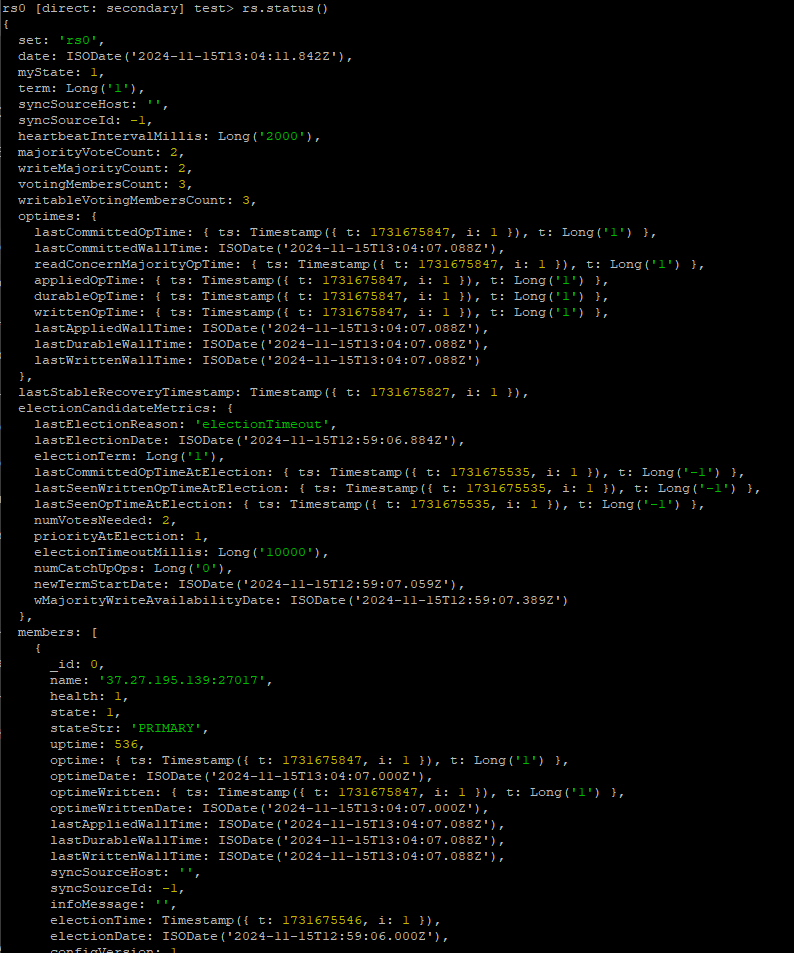 rs0 [direct: secondary] test> rs.status()
{
  set: 'rs0',
  date: ISODate('2024-11-15T13:04:11.842Z'),
  myState: 1,
  term: Long('1'),
  syncSourceHost: '',
  syncSourceId: -1,
  heartbeatIntervalMillis: Long('2000'),
  majorityVoteCount: 2,
  writeMajorityCount: 2,
  votingMembersCount: 3,
  writableVotingMembersCount: 3,
  optimes: {
    lastCommittedOpTime: { ts: Timestamp({ t: 1731675847, i: 1 }), t: Long('1') },
    lastCommittedWallTime: ISODate('2024-11-15T13:04:07.088Z'),
    readConcernMajorityOpTime: { ts: Timestamp({ t: 1731675847, i: 1 }), t: Long('1') },
    appliedOpTime: { ts: Timestamp({ t: 1731675847, i: 1 }), t: Long('1') },
    durableOpTime: { ts: Timestamp({ t: 1731675847, i: 1 }), t: Long('1') },
    writtenOpTime: { ts: Timestamp({ t: 1731675847, i: 1 }), t: Long('1') },
    lastAppliedWallTime: ISODate('2024-11-15T13:04:07.088Z'),
    lastDurableWallTime: ISODate('2024-11-15T13:04:07.088Z'),
    lastWrittenWallTime: ISODate('2024-11-15T13:04:07.088Z')
  },
  lastStableRecoveryTimestamp: Timestamp({ t: 1731675827, i: 1 }),
  electionCandidateMetrics: {
    lastElectionReason: 'electionTimeout',
    lastElectionDate: ISODate('2024-11-15T12:59:06.884Z'),
    electionTerm: Long('1'),
    lastCommittedOpTimeAtElection: { ts: Timestamp({ t: 1731675535, i: 1 }), t: Long('-1') },
    lastSeenWrittenOpTimeAtElection: { ts: Timestamp({ t: 1731675535, i: 1 }), t: Long('-1') },
    lastSeenOpTimeAtElection: { ts: Timestamp({ t: 1731675535, i: 1 }), t: Long('-1') },
    numVotesNeeded: 2,
    priorityAtElection: 1,
    electionTimeoutMillis: Long('10000'),
    numCatchUpOps: Long('0'),
    newTermStartDate: ISODate('2024-11-15T12:59:07.059Z'),
    wMajorityWriteAvailabilityDate: ISODate('2024-11-15T12:59:07.389Z')
  },
  members: [
    {
      _id: 0,
      name: '37.27.195.139:27017',
      health: 1,
      state: 1,
      stateStr: 'PRIMARY',
      uptime: 536,
      optime: { ts: Timestamp({ t: 1731675847, i: 1 }), t: Long('1') },
      optimeDate: ISODate('2024-11-15T13:04:07.000Z'),
      optimeWritten: { ts: Timestamp({ t: 1731675847, i: 1 }), t: Long('1') },
      optimeWrittenDate: ISODate('2024-11-15T13:04:07.000Z'),
      lastAppliedWallTime: ISODate('2024-11-15T13:04:07.088Z'),
      lastDurableWallTime: ISODate('2024-11-15T13:04:07.088Z'),
      lastWrittenWallTime: ISODate('2024-11-15T13:04:07.088Z'),
      syncSourceHost: '',
      syncSourceId: -1,
      infoMessage: '',
      electionTime: Timestamp({ t: 1731675546, i: 1 }),
      electionDate: ISODate('2024-11-15T12:59:06.000Z'),
      configVersion: 1